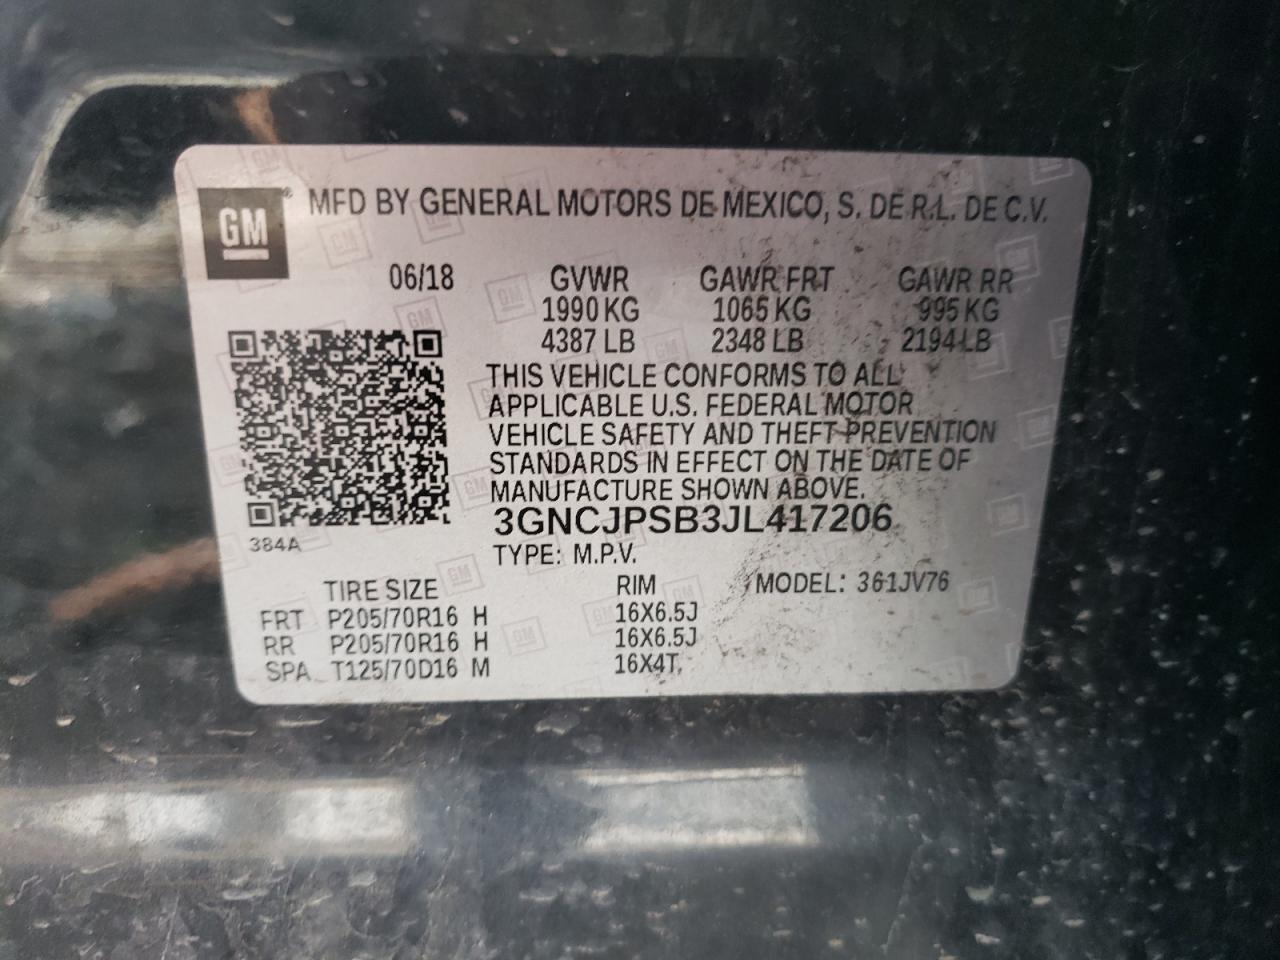 GM ® MFD BY GENERAL MOTORS DE MEXICO, S. DE R.L. DE C.V.
06/18 GVWR GAWR FRT GAWR RR
1990 KG 1065 KG 995 KG
4387 LB 2348 LB 2194 LB
THIS VEHICLE CONFORMS TO ALL
APPLICABLE U.S. FEDERAL MOTOR
VEHICLE SAFETY AND THEFT PREVENTION
STANDARDS IN EFFECT ON THE DATE OF
MANUFACTURE SHOWN ABOVE.
3GNCJPSB3JL417206
384A
TYPE: M.P.V.
TIRE SIZE RIM MODEL: 361JV76
FRT P205/70R16 H 16X6.5J
RR P205/70R16 H 16X6.5J
SPA T125/70D16 M 16X4T